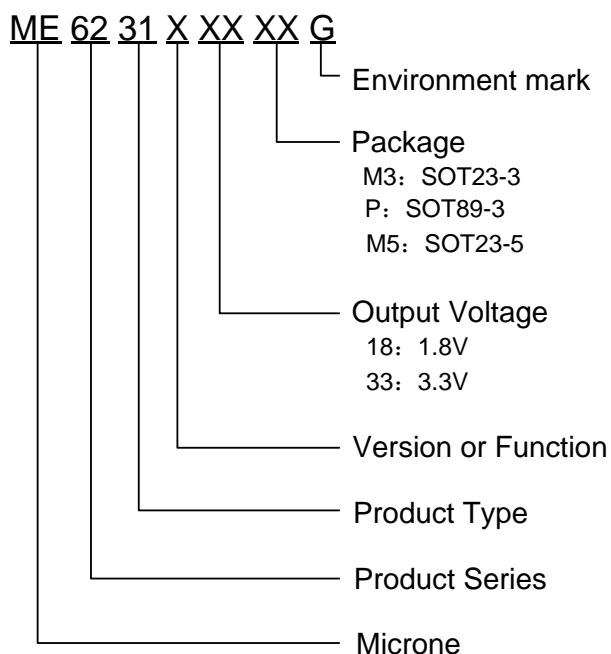 ME 62 31 X XX XX G
Environment mark
Package
M3：SOT23-3
P：SOT89-3
M5：SOT23-5
Output Voltage
18：1.8V
33：3.3V
Version or Function
Product Type
Product Series
Microne